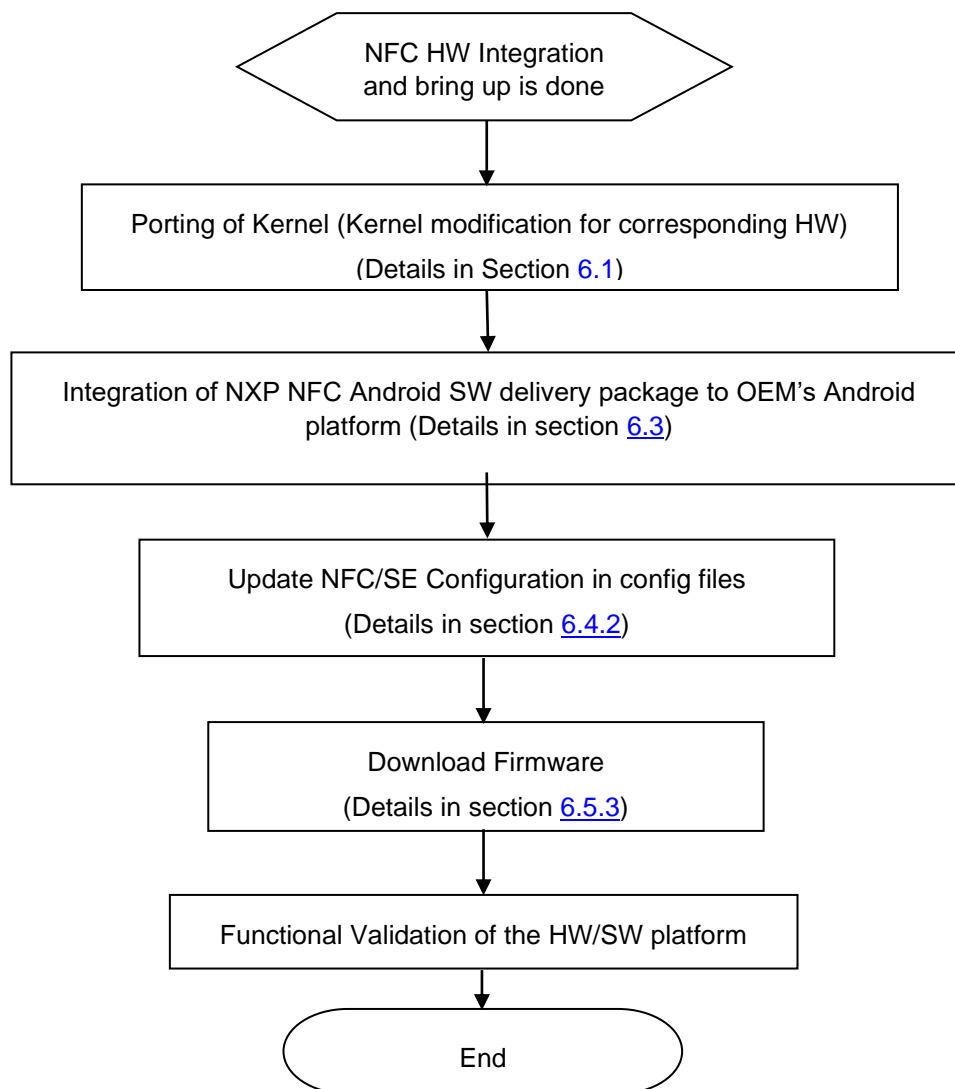 NFC HW Integration
and bring up is done
Porting of Kernel (Kernel modification for corresponding HW)
(Details in Section 6.1)
Integration of NXP NFC Android SW delivery package to OEM's Android
platform (Details in section 6.3)
Update NFC/SE Configuration in config files
(Details in section 6.4.2)
Download Firmware
(Details in section 6.5.3)
Functional Validation of the HW/SW platform
End